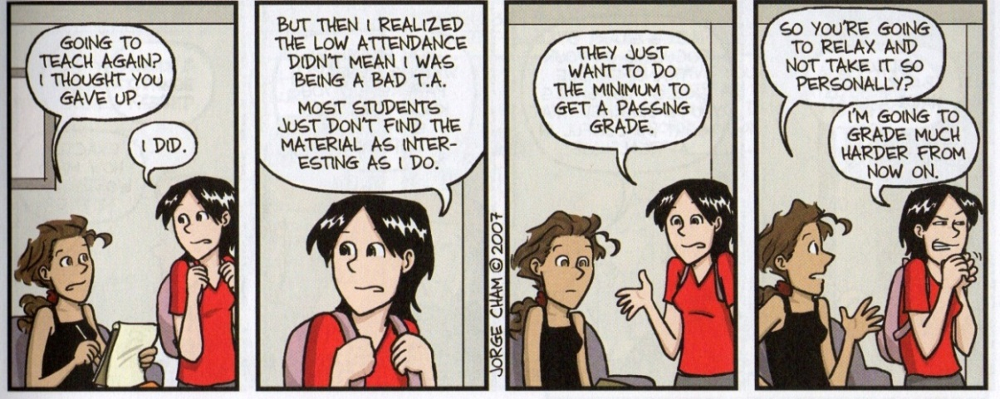 GOING TO
TEACH AGAIN?
I THOUGHT YOU
GAVE UP.
I DID.
BUT THEN I REALIZED
THE LOW ATTENDANCE
DIDN'T MEAN I WAS
BEING A BAD T.A.
MOST STUDENTS
JUST DON'T FIND THE
MATERIAL AS INTER-
ESTING AS I DO.
JORGE CHAM © 2007
THEY JUST
WANT TO DO
THE MINIMUM TO
GET A PASSING
GRADE.
SO YOU'RE GOING
TO RELAX AND
NOT TAKE IT SO
PERSONALLY?
I'M GOING TO
GRADE MUCH
HARDER FROM
NOW ON.